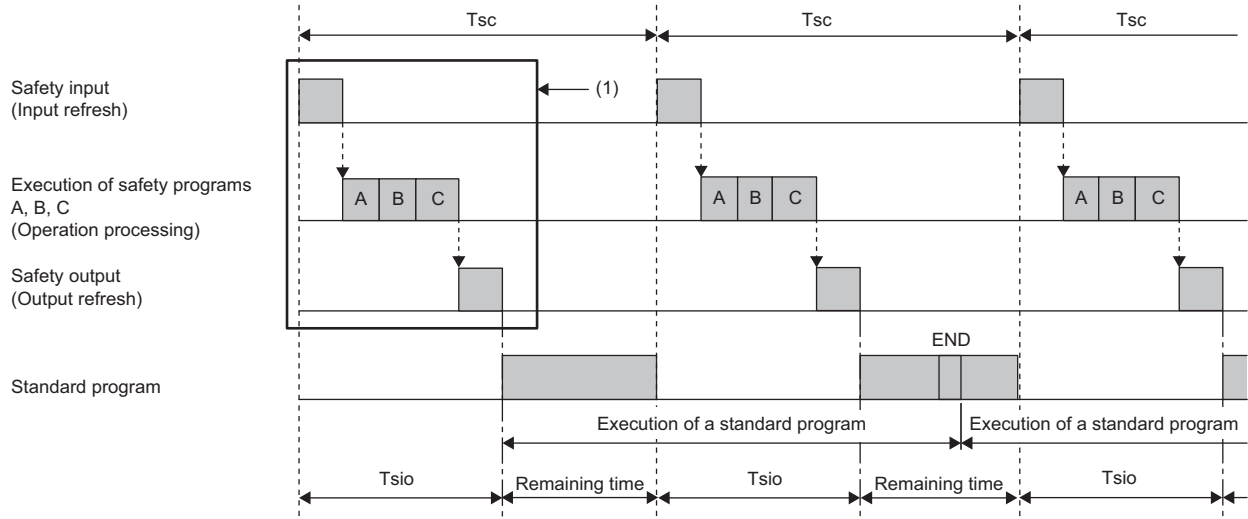 Tsc Tsc Tsc
Safety input
(Input refresh)
(1)
Execution of safety programs
A, B, C
(Operation processing)
A B C A B C A B C
Safety output
(Output refresh)
END
Standard program
Execution of a standard program Execution of a standard program
Tsio Remaining time Tsio Remaining time Tsio